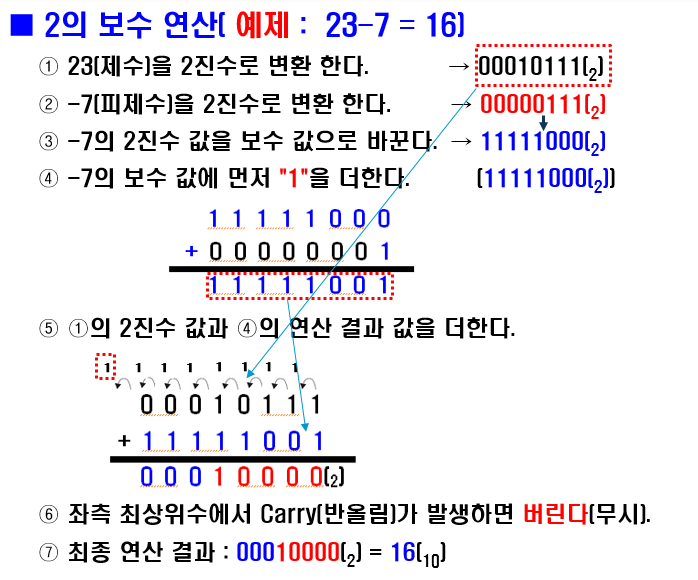 ■ 2의 보수 연산( 예제 : 23-7 = 16)
① 23(제수)을 2진수로 변환 한다. → 00010111(2)
② -7(피제수)을 2진수로 변환 한다. → 00000111(2)
③ -7의 2진수 값을 보수 값으로 바꾼다. → 11111000(2)
④ -7의 보수 값에 먼저 "1"을 더한다. (11111000(2))
1 1 1 1 1 0 0 0
+ 0 0 0 0 0 0 0 1
1 1 1 1 1 0 0 1
⑤ ①의 2진수 값과 ④의 연산 결과 값을 더한다.
1 1 1 1 1 1 1 1
0 0 0 1 0 1 1 1
+ 1 1 1 1 1 0 0 1
0 0 0 1 0 0 0 0(2)
⑥ 좌측 최상위수에서 Carry(반올림)가 발생하면 버린다(무시).
⑦ 최종 연산 결과 : 00010000(2) = 16(10)